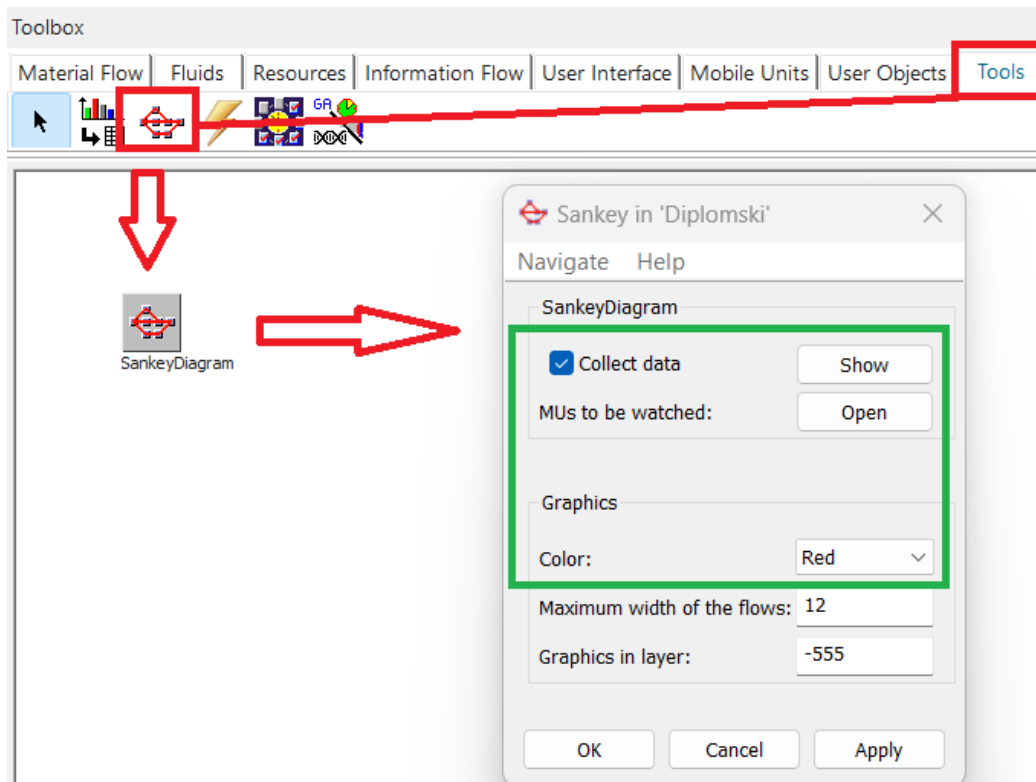 Toolbox
Material Flow Fluids Resources Information Flow User Interface Mobile Units User Objects Tools
GA
SankeyDiagram
Sankey in 'Diplomski'
Navigate Help
SankeyDiagram
Collect data Show
MUs to be watched: Open
Graphics
Color: Red
Maximum width of the flows: 12
Graphics in layer: -555
OK Cancel Apply